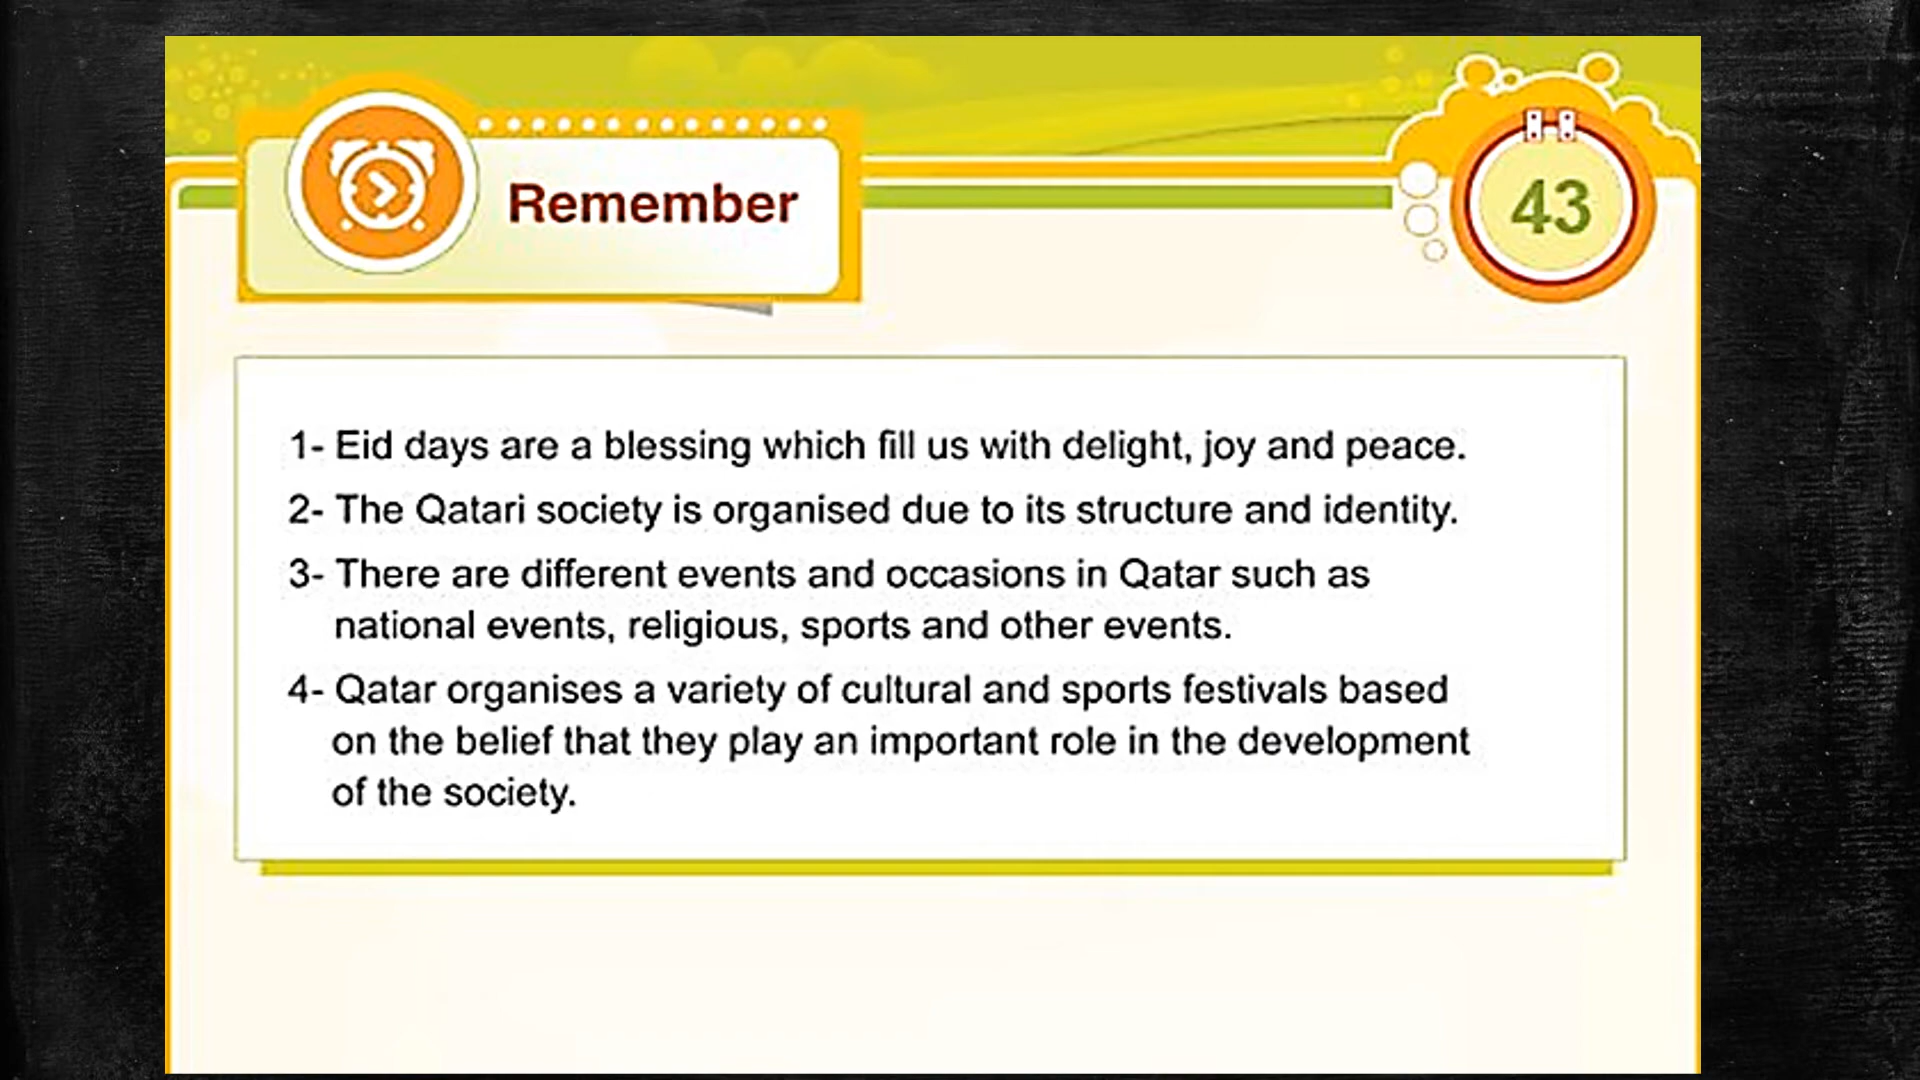 Remember
43
1- Eid days are a blessing which fill us with delight, joy and peace.
2- The Qatari society is organised due to its structure and identity.
3- There are different events and occasions in Qatar such as
national events, religious, sports and other events.
4- Qatar organises a variety of cultural and sports festivals based
on the belief that they play an important role in the development
of the society.